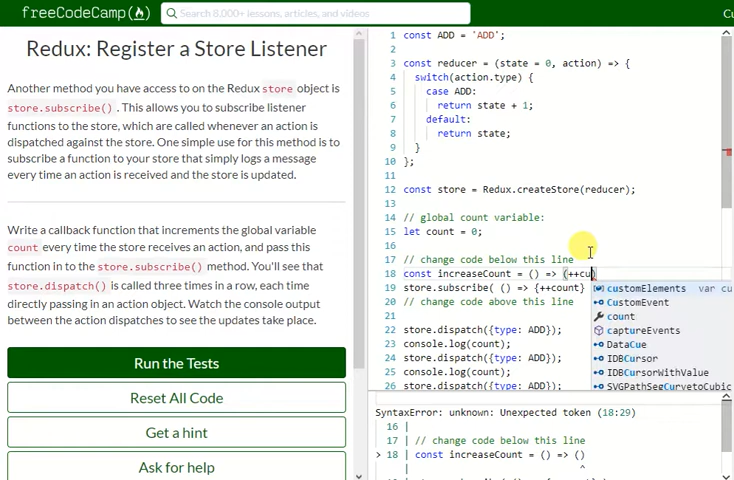 freeCodeCamp(🔥)
Search 8,000+ lessons, articles, and videos
Cu
Redux: Register a Store Listener
Another method you have access to on the Redux store object is
store.subscribe() . This allows you to subscribe listener
functions to the store, which are called whenever an action is
dispatched against the store. One simple use for this method is to
subscribe a function to your store that simply logs a message
every time an action is received and the store is updated.
Write a callback function that increments the global variable
count every time the store receives an action, and pass this
function in to the store.subscribe() method. You'll see that
store.dispatch() is called three times in a row, each time
directly passing in an action object. Watch the console output
between the action dispatches to see the updates take place.
Run the Tests
Reset All Code
Get a hint
Ask for help
1 const ADD = 'ADD';
2
3 const reducer = (state = 0, action) => {
4 switch(action.type) {
5 case ADD:
6 return state + 1;
7 default:
8 return state;
9 }
10 };
11
12 const store = Redux.createStore(reducer);
13
14 // global count variable:
15 let count = 0;
16
17 // change code below this line
18 const increaseCount = () => (++cu)
19 store.subscribe( () => {++count}
20 // change code above this line
21
22 store.dispatch({type: ADD});
23 console.log(count);
24 store.dispatch({type: ADD});
25 console.log(count);
26 store.dispatch({type: ADD});
customElements var cu
CustomEvent
count
captureEvents
DataCue
IDBCursor
IDBCursorWithValue
SVGPathSegCurvetoCubic
SyntaxError: unknown: Unexpected token (18:29)
16 |
17 | // change code below this line
> 18 | const increaseCount = () => ()
| ^